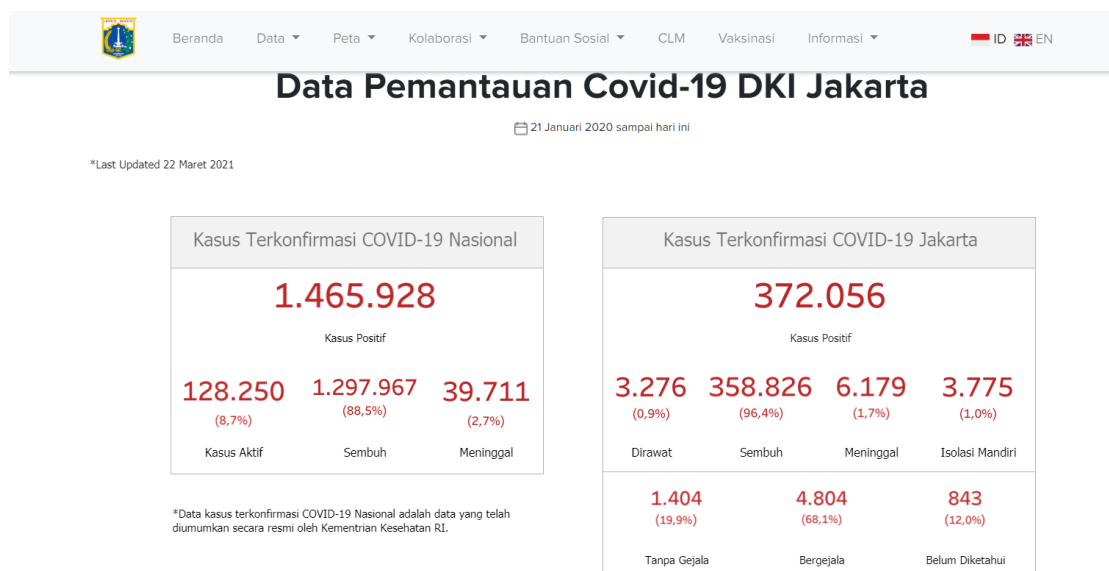 JAYA RAYA
Beranda Data Peta Kolaborasi Bantuan Sosial CLM Vaksinasi Informasi ID EN
Data Pemantauan Covid-19 DKI Jakarta
21 Januari 2020 sampai hari ini
*Last Updated 22 Maret 2021
Kasus Terkonfirmasi COVID-19 Nasional
1.465.928
Kasus Positif
128.250 1.297.967 39.711
(8,7%) (88,5%) (2,7%)
Kasus Aktif Sembuh Meninggal
*Data kasus terkonfirmasi COVID-19 Nasional adalah data yang telah
diumumkan secara resmi oleh Kementrian Kesehatan RI.
Kasus Terkonfirmasi COVID-19 Jakarta
372.056
Kasus Positif
3.276 358.826 6.179 3.775
(0,9%) (96,4%) (1,7%) (1,0%)
Dirawat Sembuh Meninggal Isolasi Mandiri
1.404 4.804 843
(19,9%) (68,1%) (12,0%)
Tanpa Gejala Bergejala Belum Diketahui